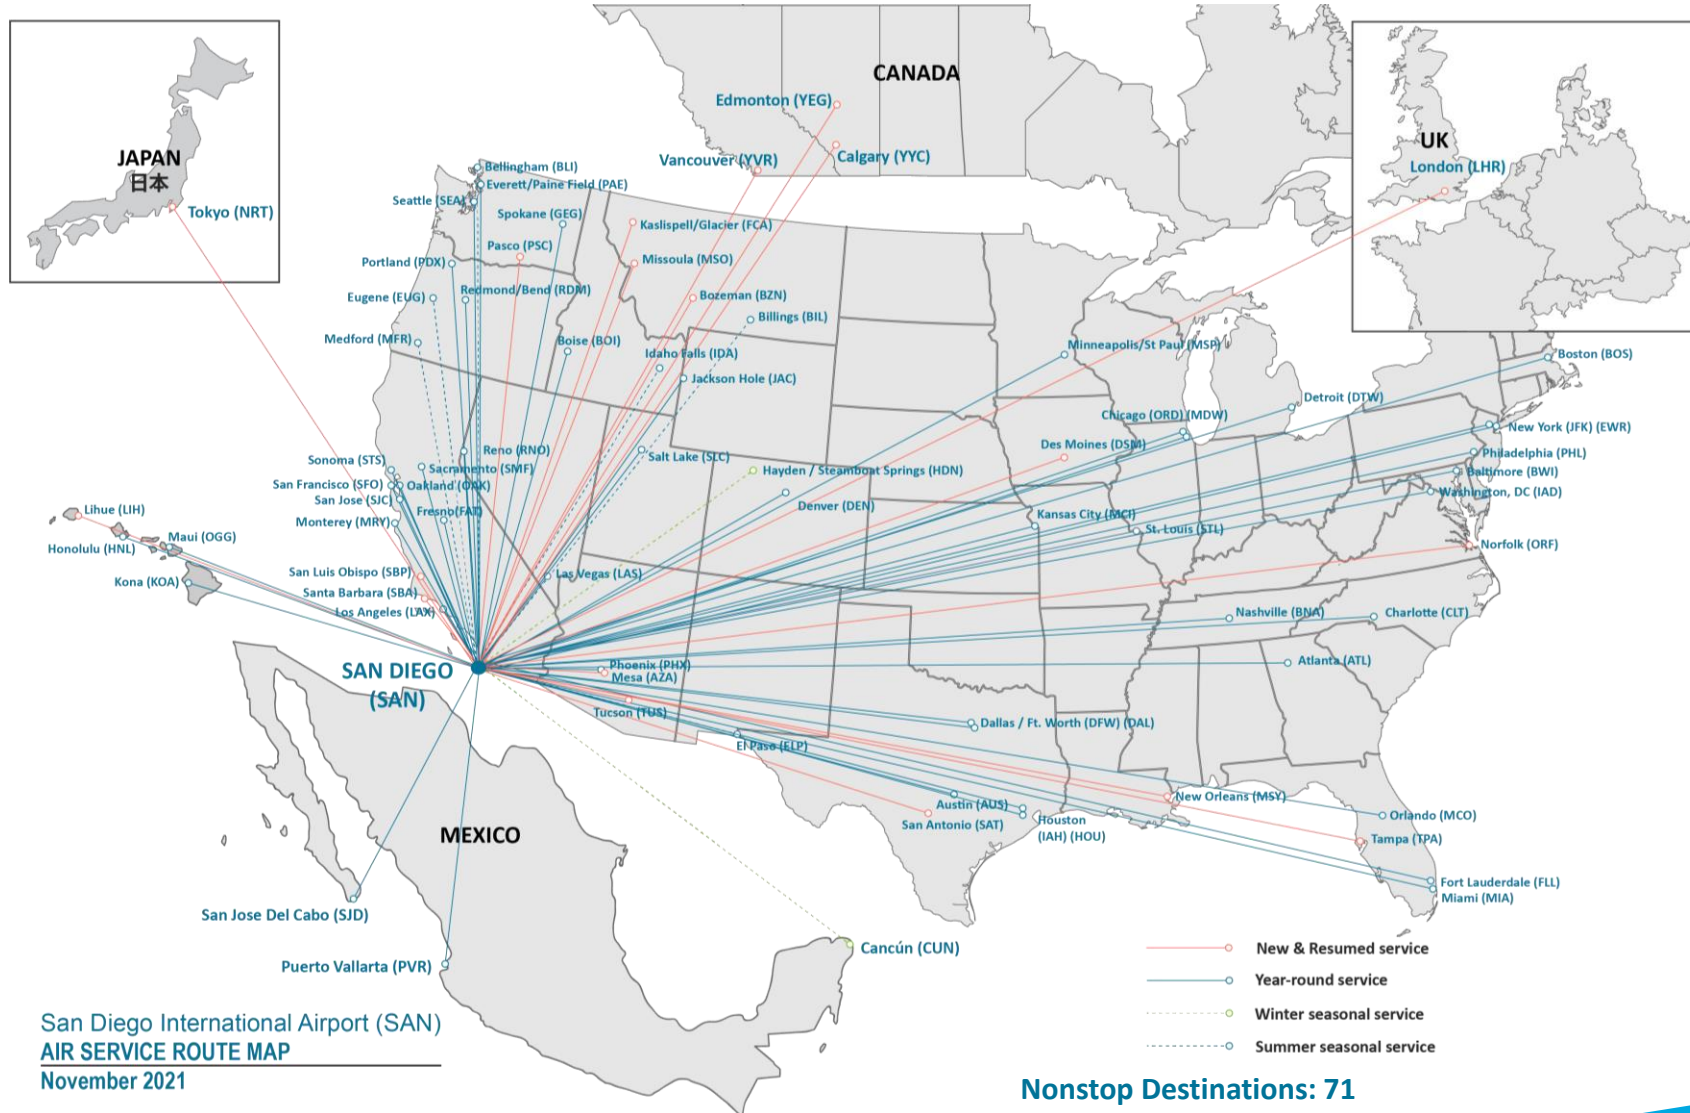 JAPAN
日本
Tokyo (NRT)
CANADA
Edmonton (YEG)
Calgary (YYC)
Vancouver (YVR)
UK
London (LHR)
Bellingham (BLI)
Everett/Paine Field (PAE)
Seattle (SEA)
Spokane (GEG)
Kaslispell/Glacier (FCA)
Pasco (PSC)
Missoula (MSO)
Portland (PDX)
Redmond/Bend (RDM)
Eugene (EUG)
Bozeman (BZN)
Billings (BIL)
Medford (MFR)
Boise (BOI)
Idaho Falls (IDA)
Jackson Hole (JAC)
Minneapolis/St Paul (MSP)
Boston (BOS)
Detroit (DTW)
Chicago (ORD) (MDW)
New York (JFK) (EWR)
Des Moines (DSM)
Philadelphia (PHL)
Reno (RNO)
Salt Lake (SLC)
Sonoma (STS)
Sacramento (SMF)
Hayden / Steamboat Springs (HDN)
Baltimore (BWI)
San Francisco (SFO)
Oakland (OAK)
Washington, DC (IAD)
San Jose (SJC)
Denver (DEN)
Fresno(FAT)
Kansas City (MCI)
Monterey (MRY)
St. Louis (STL)
Lihue (LIH)
Maui (OGG)
Honolulu (HNL)
Norfolk (ORF)
Kona (KOA)
San Luis Obispo (SBP)
Las Vegas (LAS)
Santa Barbara (SBA)
Los Angeles (LAX)
Nashville (BNA)
Charlotte (CLT)
SAN DIEGO
(SAN)
Phoenix (PHX)
Mesa (AZA)
Atlanta (ATL)
Tucson (TUS)
Dallas / Ft. Worth (DFW) (DAL)
El Paso (ELP)
New Orleans (MSY)
Austin (AUS)
Orlando (MCO)
San Antonio (SAT)
Houston
(IAH) (HOU)
MEXICO
Tampa (TPA)
Fort Lauderdale (FLL)
Miami (MIA)
San Jose Del Cabo (SJD)
Cancún (CUN)
Puerto Vallarta (PVR)
New & Resumed service
Year-round service
Winter seasonal service
Summer seasonal service
San Diego International Airport (SAN)
AIR SERVICE ROUTE MAP
November 2021
Nonstop Destinations: 71